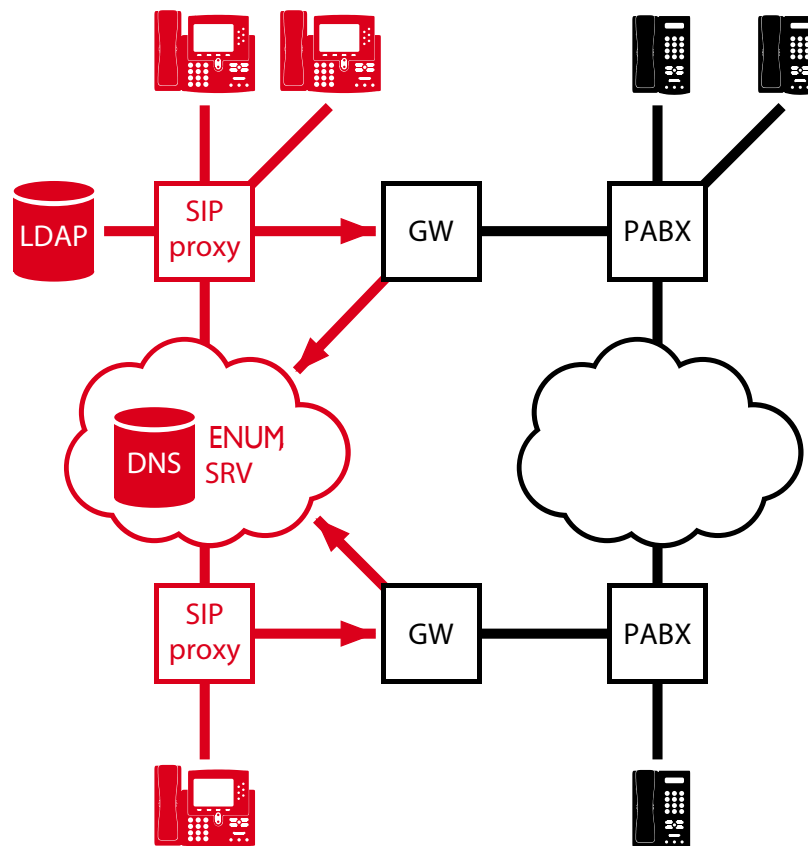 LDAP
SIP
proxy
GW
PABX
DNS
ENUM,
SRV
SIP
proxy
GW
PABX